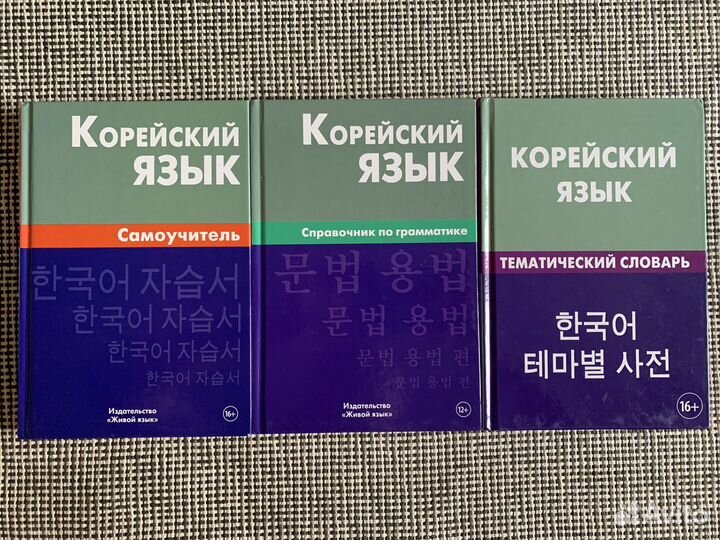 КОРЕЙСКИЙ
ЯЗЫК
Самоучитель
한국어 자습서
한국어 자습서
한국어 자습서
한국어 자습서
Издательство
«Живой язык»
16+
КОРЕЙСКИЙ
ЯЗЫК
Справочник по грамматике
문법 용법
문법 용법
문법 용법 편
문법 용법 편
Издательство
«Живой язык»
12+
КОРЕЙСКИЙ
ЯЗЫК
ТЕМАТИЧЕСКИЙ СЛОВАРЬ
한국어
테마별 사전
16+
Avito